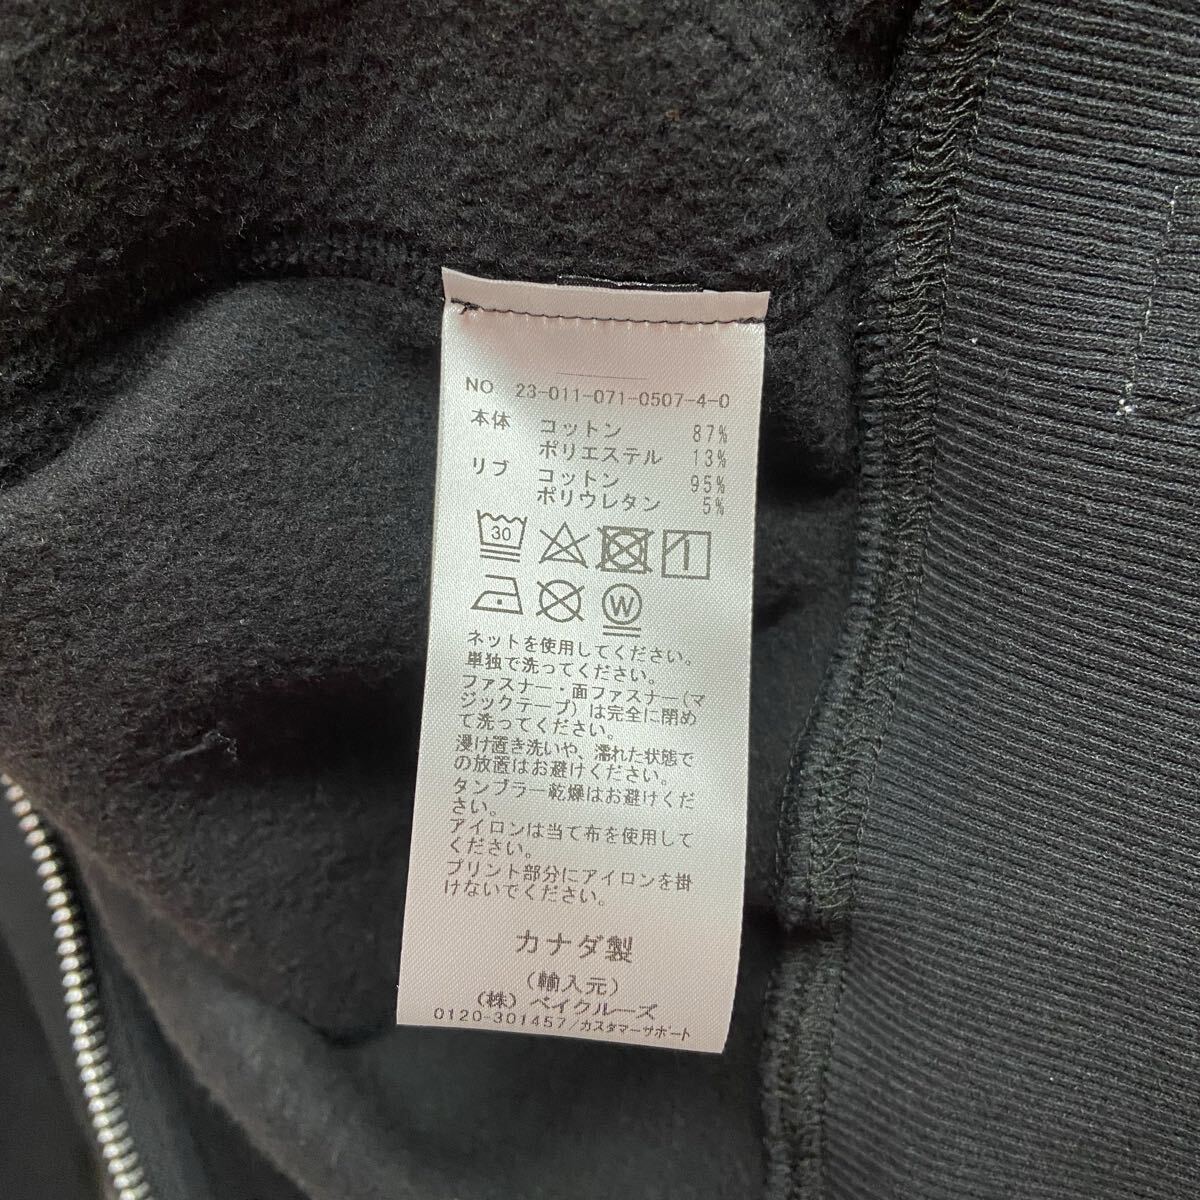 NO 23-011-071-0507-4-0
本体 コットン 87%
ポリエステル 13%
リブ コットン 95%
ポリウレタン 5%
30
W
ネットを使用してください。
単独で洗ってください。
ファスナー・面ファスナー(マ
ジックテープ)は完全に閉め
て洗ってください。
浸け置き洗いや、濡れた状態で
の放置はお避けください。
タンブラー乾燥はお避けくだ
さい。
アイロンは当て布を使用して
ください。
プリント部分にアイロンを掛
けないでください。
カナダ製
(輸入元)
(株)ベイクルーズ
0120-301457/カスタマーサポート